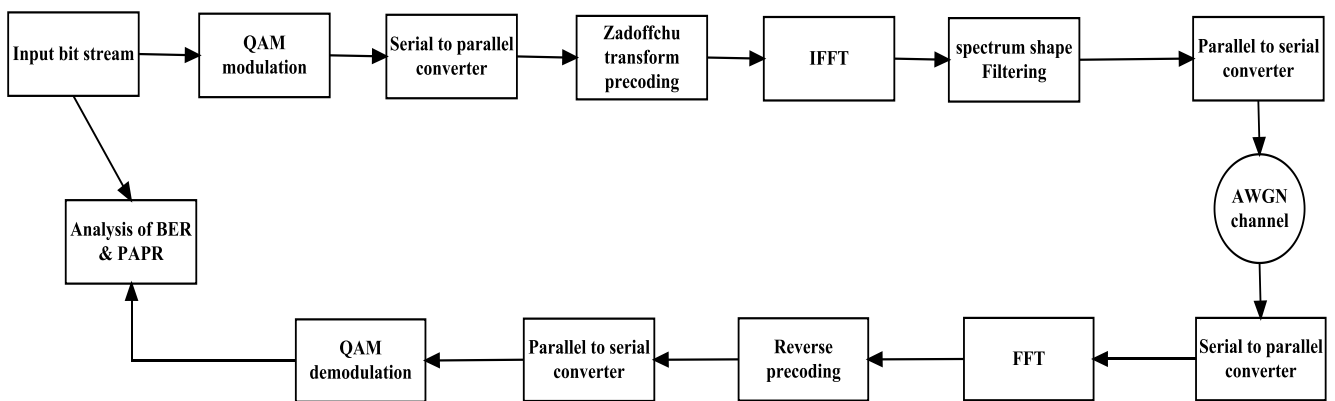 Input bit stream
QAM
modulation
Serial to parallel
converter
Zadoffchu
transform
precoding
IFFT
spectrum shape
Filtering
Parallel to serial
converter
AWGN
channel
Analysis of BER
& PAPR
QAM
demodulation
Parallel to serial
converter
Reverse
precoding
FFT
Serial to parallel
converter